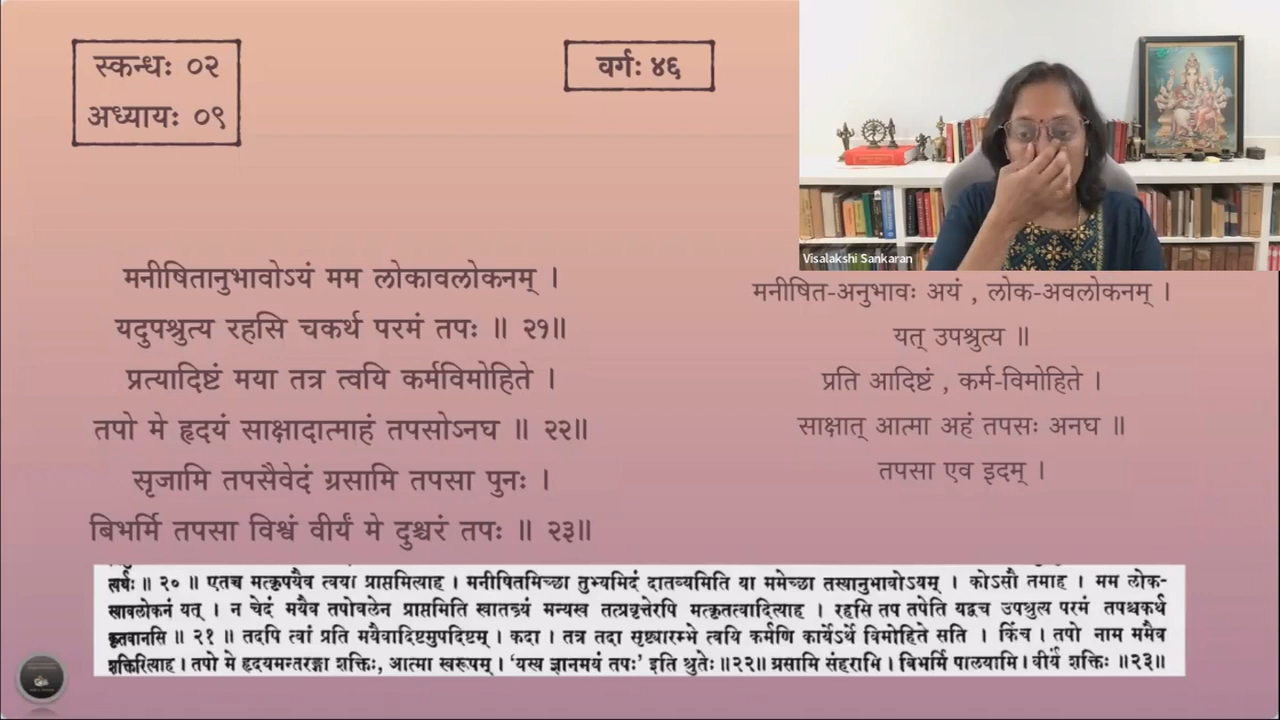 स्कन्धः ०२
अध्यायः ०९
वर्गः ४६
Visalakshi Sankaran
मनीषितानुभावोऽयं मम लोकावलोकनम् ।
यदुपश्रुत्य रहसि चकर्थ परमं तपः ॥ २१॥
प्रत्यादिष्टं मया तत्र त्वयि कर्मविमोहिते ।
तपो मे हृदयं साक्षादात्माहं तपसोऽनघ ॥ २२॥
सृजामि तपसैवेदं ग्रसामि तपसा पुनः ।
बिभर्मि तपसा विश्वं वीर्यं मे दुश्चरं तपः ॥ २३॥
मनीषित-अनुभावः अयं , लोक-अवलोकनम् ।
यत् उपश्रुत्य ॥
प्रति आदिष्टं , कर्म-विमोहिते ।
साक्षात् आत्मा अहं तपसः अनघ ॥
तपसा एव इदम् ।
त्यर्थः ॥ २० ॥ एतच्च मत्कृपयैव त्वया प्राप्तमित्याह । मनीषितमिच्छा तुभ्यमिदं दातव्यमिति या ममेच्छा तस्यानुभावोऽयम् । कोऽसौ तमाह । मम लोक-
स्यावलोकनं यत् । न चेदं मयैव तपोबलेन प्राप्तमिति स्वातन्त्र्यं मन्यस्व तत्प्रवृत्तेरपि मत्कृतत्वादित्याह । रहसि तप तपेति यद्वच उपश्रुत्य परमं तपश्चकर्थ
कृतवानसि ॥ २१ ॥ तदपि त्वां प्रति मयैवादिष्टमुपदिष्टम् । कदा । तत्र तदा सृष्ट्यारम्भे त्वयि कर्मणि कार्येऽर्थे विमोहिते सति । किंच । तपो नाम ममैव
शक्तिरित्याह । तपो मे हृदयमन्तरङ्गा शक्तिः, आत्मा स्वरूपम् । ‘यस्य ज्ञानमयं तपः’ इति श्रुतेः ॥२२॥ ग्रसामि संहरामि । बिभर्मि पालयामि । वीर्यं शक्तिः ॥२३॥